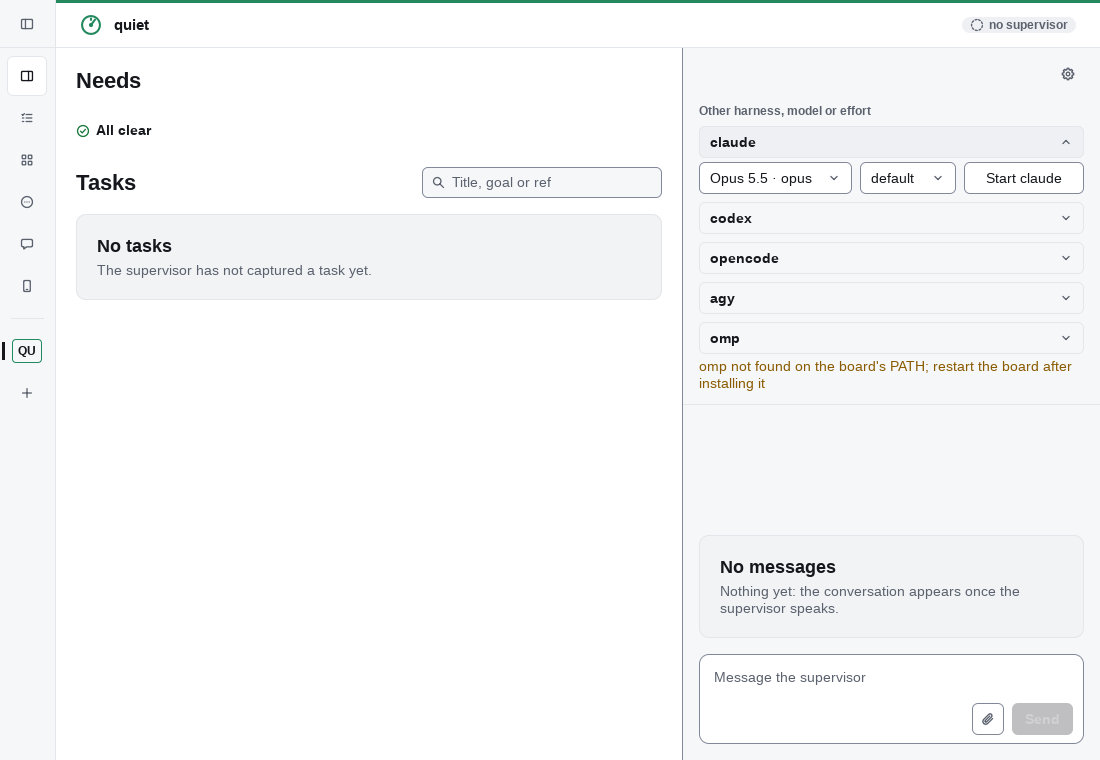 quiet
no supervisor
Needs
All clear
Tasks
Title, goal or ref
No tasks
The supervisor has not captured a task yet.
QU
Other harness, model or effort
claude
Opus 5.5 · opus
default
Start claude
codex
opencode
agy
omp
omp not found on the board's PATH; restart the board after
installing it
No messages
Nothing yet: the conversation appears once the
supervisor speaks.
Message the supervisor
Send